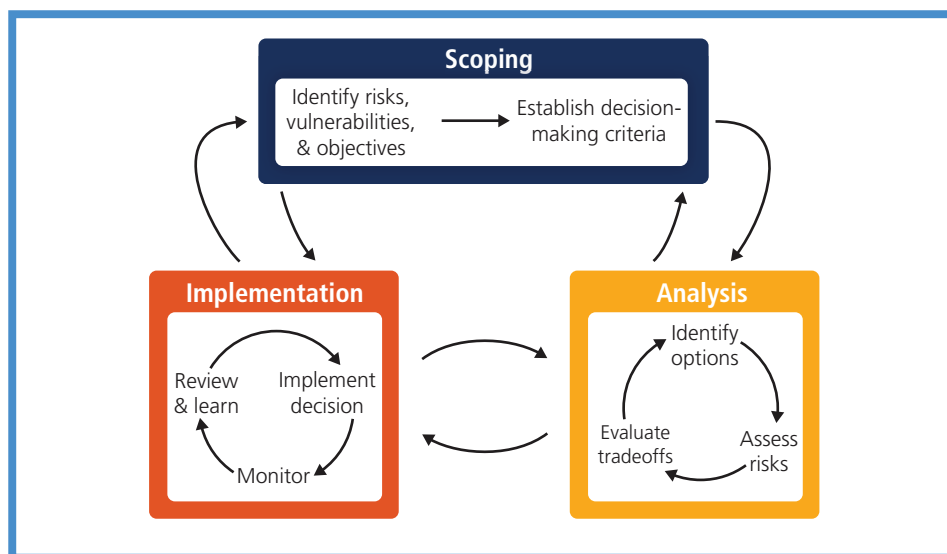 Scoping
Identify risks,
vulnerabilities,
& objectives
Establish decision-
making criteria
Implementation
Review
& learn
Implement
decision
Monitor
Analysis
Identify
options
Assess
risks
Evaluate
tradeoffs